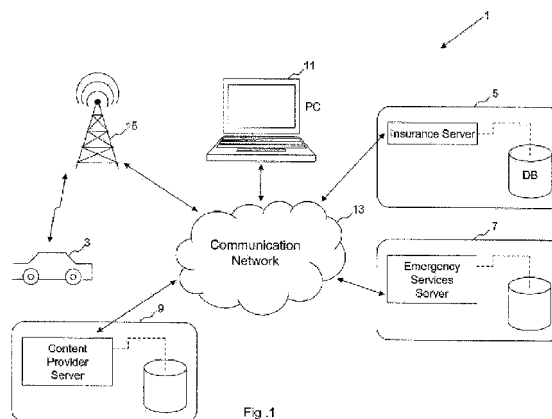 1
11
PC
5
Insurance Server
DB
15
13
Communication
Network
7
Emergency
Services
Server
3
9
Content
Provider
Server
Fig .1